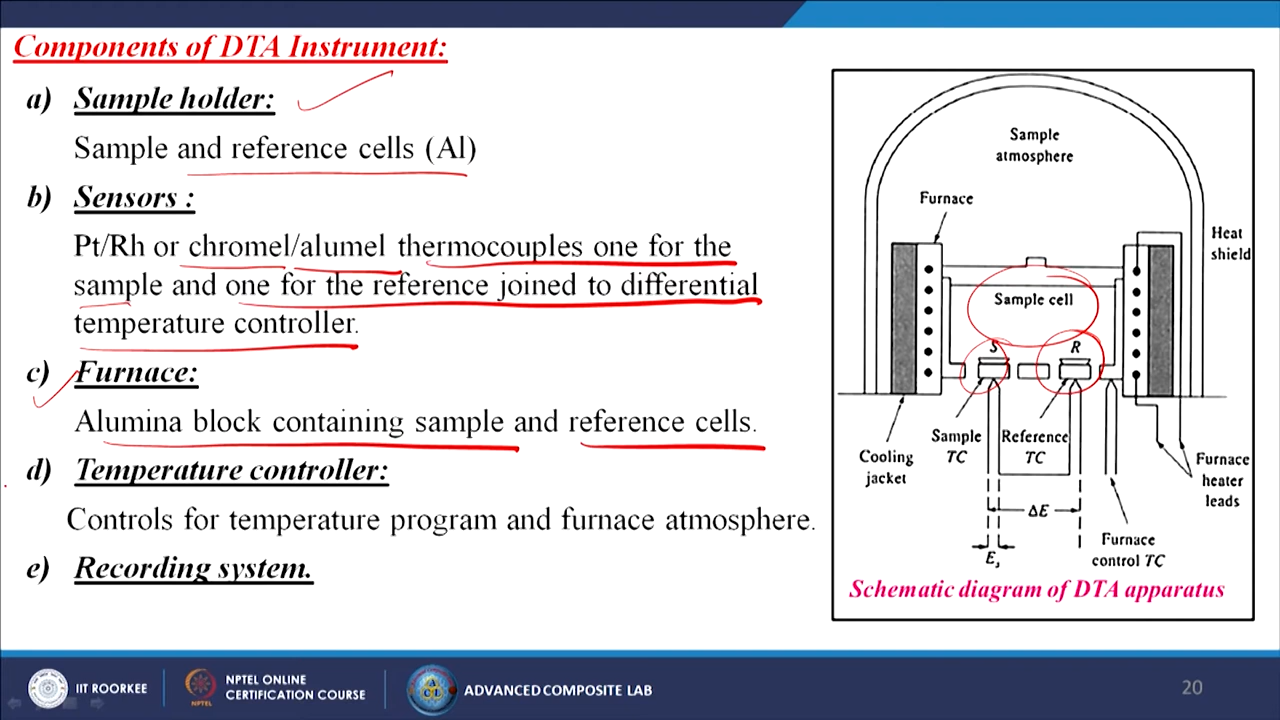 Components of DTA Instrument:
a) Sample holder:
Sample and reference cells (Al)
b) Sensors :
Pt/Rh or chromel/alumel thermocouples one for the
sample and one for the reference joined to differential
temperature controller.
c) Furnace:
Alumina block containing sample and reference cells.
d) Temperature controller:
Controls for temperature program and furnace atmosphere.
e) Recording system.
Sample
atmosphere
Furnace
Heat
shield
Sample cell
S
R
Sample
TC
Reference
TC
Cooling
jacket
Furnace
heater
leads
ΔE
Es
Furnace
control TC
Schematic diagram of DTA apparatus
IIT ROORKEE
NPTEL
NPTEL ONLINE
CERTIFICATION COURSE
ADVANCED COMPOSITE LAB
20